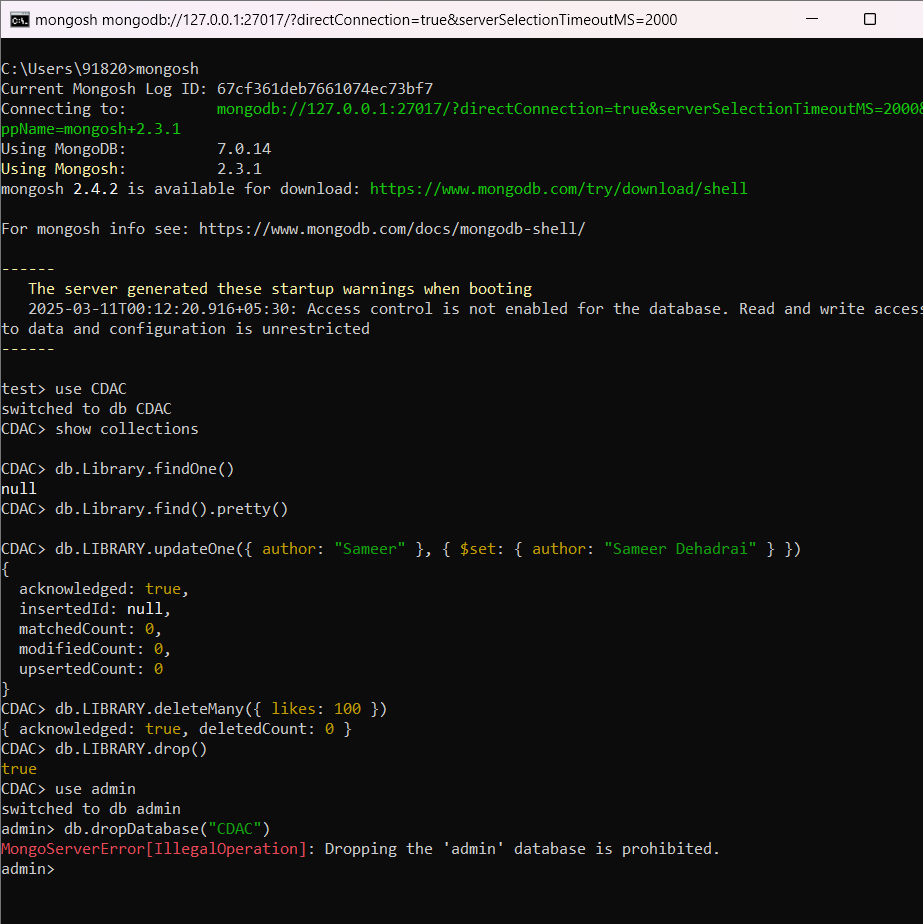 mongosh mongodb://127.0.0.1:27017/?directConnection=true&serverSelectionTimeoutMS=2000
C:\Users\91820>mongosh
Current Mongosh Log ID: 67cf361deb7661074ec73bf7
Connecting to:          mongodb://127.0.0.1:27017/?directConnection=true&serverSelectionTimeoutMS=2000&
ppName=mongosh+2.3.1
Using MongoDB:          7.0.14
Using Mongosh:          2.3.1
mongosh 2.4.2 is available for download: https://www.mongodb.com/try/download/shell
For mongosh info see: https://www.mongodb.com/docs/mongodb-shell/
------
   The server generated these startup warnings when booting
   2025-03-11T00:12:20.916+05:30: Access control is not enabled for the database. Read and write access
to data and configuration is unrestricted
------
test> use CDAC
switched to db CDAC
CDAC> show collections
CDAC> db.Library.findOne()
null
CDAC> db.Library.find().pretty()
CDAC> db.LIBRARY.updateOne({ author: "Sameer" }, { $set: { author: "Sameer Dehadrai" } })
{
  acknowledged: true,
  insertedId: null,
  matchedCount: 0,
  modifiedCount: 0,
  upsertedCount: 0
}
CDAC> db.LIBRARY.deleteMany({ likes: 100 })
{ acknowledged: true, deletedCount: 0 }
CDAC> db.LIBRARY.drop()
true
CDAC> use admin
switched to db admin
admin> db.dropDatabase("CDAC")
MongoServerError[IllegalOperation]: Dropping the 'admin' database is prohibited.
admin>